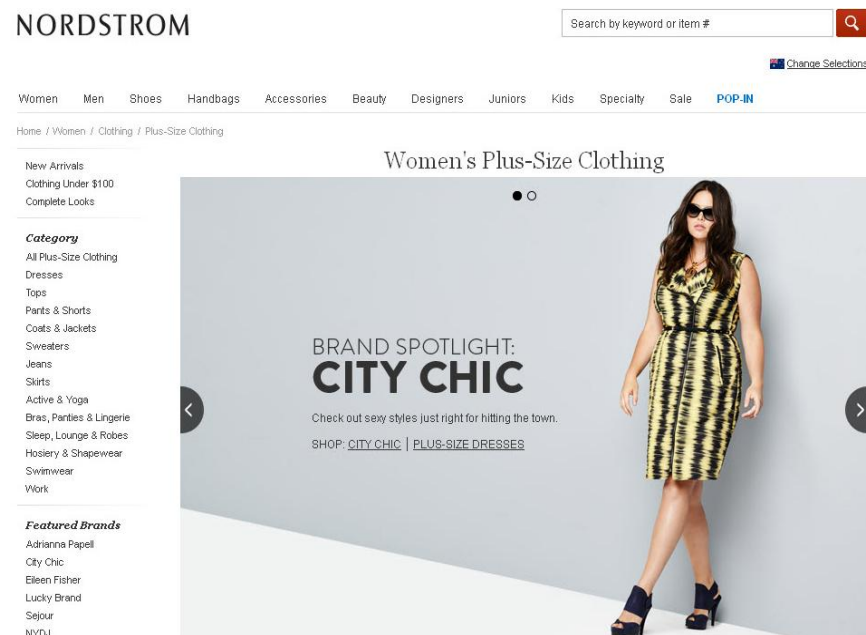 NORDSTROM
Search by keyword or item #
Change Selections
Women Men Shoes Handbags Accessories Beauty Designers Juniors Kids Specialty Sale POP-IN
Home / Women / Clothing / Plus-Size Clothing
New Arrivals
Clothing Under $100
Complete Looks
Category
All Plus-Size Clothing
Dresses
Tops
Pants & Shorts
Coats & Jackets
Sweaters
Jeans
Skirts
Active & Yoga
Bras, Panties & Lingerie
Sleep, Lounge & Robes
Hosiery & Shapewear
Swimwear
Work
Featured Brands
Adrianna Papell
City Chic
Eileen Fisher
Lucky Brand
Sejour
NYDJ
Women's Plus-Size Clothing
BRAND SPOTLIGHT:
CITY CHIC
Check out sexy styles just right for hitting the town.
SHOP: CITY CHIC | PLUS-SIZE DRESSES